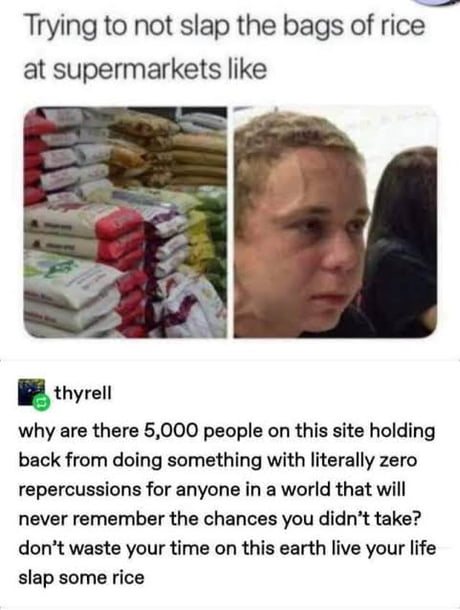 Trying to not slap the bags of rice
at supermarkets like
thyrell
why are there 5,000 people on this site holding
back from doing something with literally zero
repercussions for anyone in a world that will
never remember the chances you didn't take?
don't waste your time on this earth live your life
slap some rice